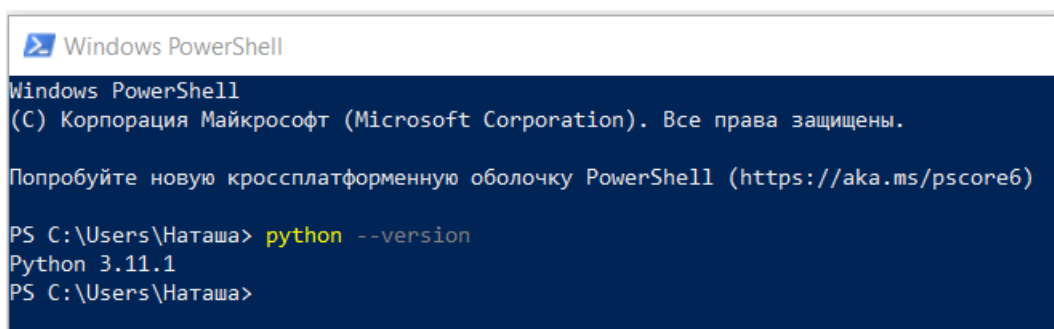 Windows PowerShell
Windows PowerShell
(C) Корпорация Майкрософт (Microsoft Corporation). Все права защищены.
Попробуйте новую кроссплатформенную оболочку PowerShell (https://aka.ms/pscore6)
PS C:\Users\Наташа> python --version
Python 3.11.1
PS C:\Users\Наташа>